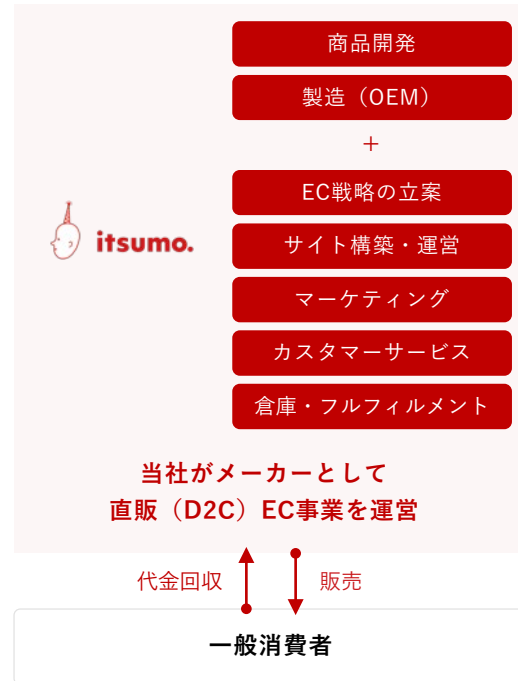 商品開発
製造（OEM）
+
EC戦略の立案
サイト構築・運営
itsumo.
マーケティング
カスタマーサービス
倉庫・フルフィルメント
当社がメーカーとして
直販（D2C）EC事業を運営
代金回収
販売
一般消費者